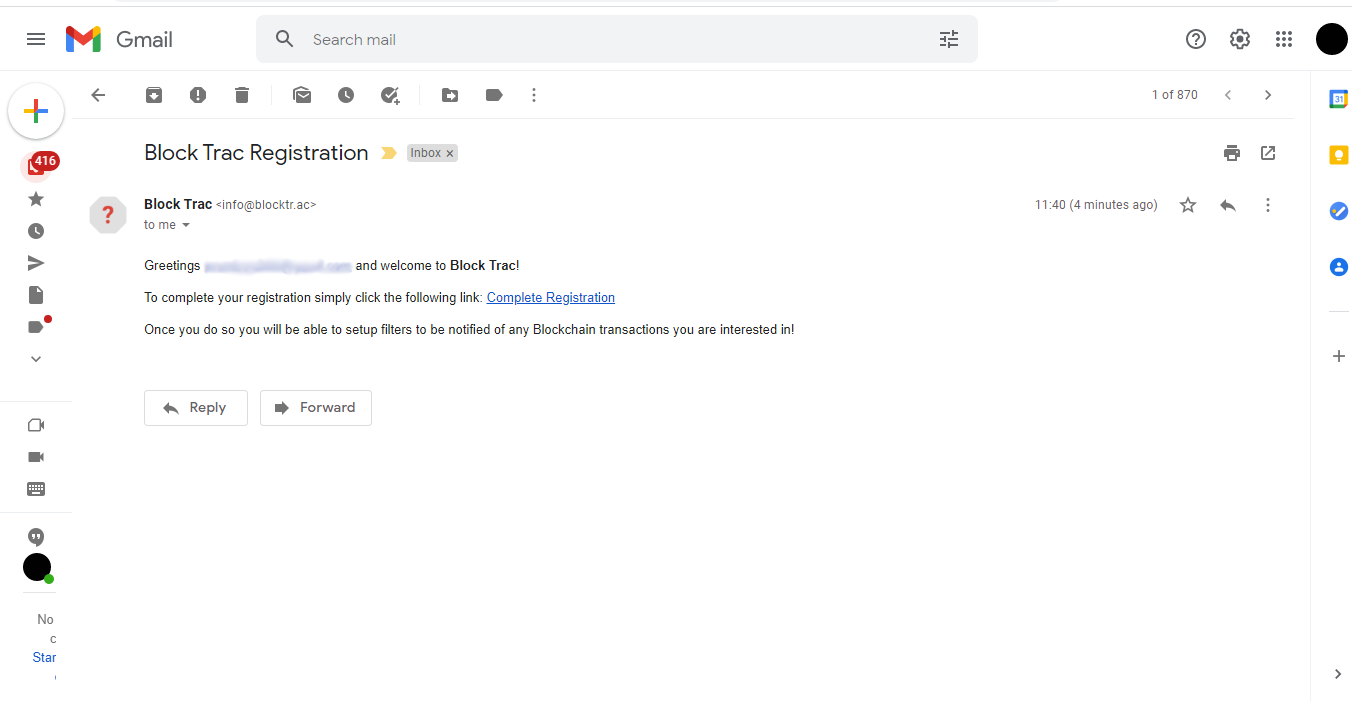 Gmail
Search mail
1 of 870
31
416
Block Trac Registration
Inbox ×
?
Block Trac <info@blocktr.ac>
11:40 (4 minutes ago)
to me
Greetings and welcome to Block Trac!
To complete your registration simply click the following link: Complete Registration
Once you do so you will be able to setup filters to be notified of any Blockchain transactions you are interested in!
Reply
Forward
No
c
Star